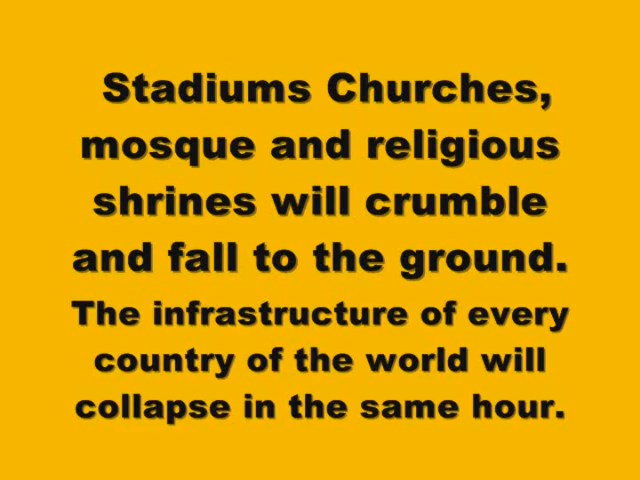 Stadiums Churches,
mosque and religious
shrines will crumble
and fall to the ground.
The infrastructure of every
country of the world will
collapse in the same hour.